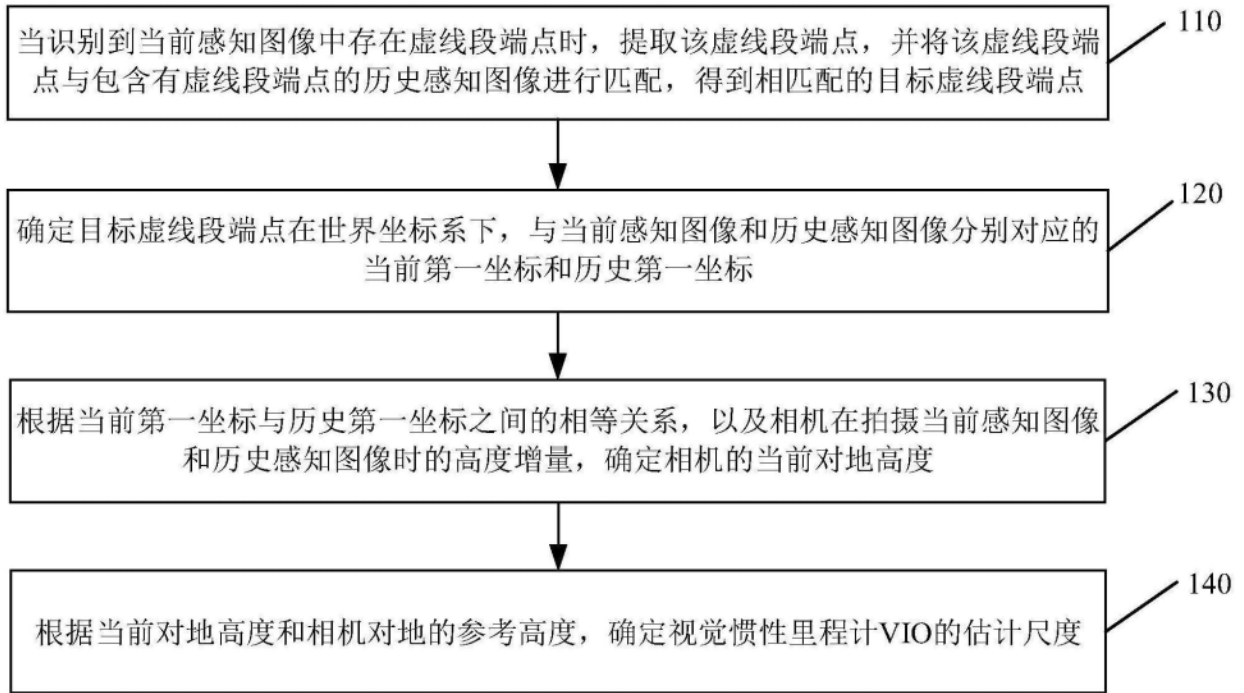 当识别到当前感知图像中存在虚线段端点时，提取该虚线段端点，并将该虚线段端
点与包含有虚线段端点的历史感知图像进行匹配，得到相匹配的目标虚线段端点
110
确定目标虚线段端点在世界坐标系下，与当前感知图像和历史感知图像分别对应的
当前第一坐标和历史第一坐标
120
根据当前第一坐标与历史第一坐标之间的相等关系，以及相机在拍摄当前感知图像
和历史感知图像时的高度增量，确定相机的当前对地高度
130
根据当前对地高度和相机对地的参考高度，确定视觉惯性里程计VIO的估计尺度
140